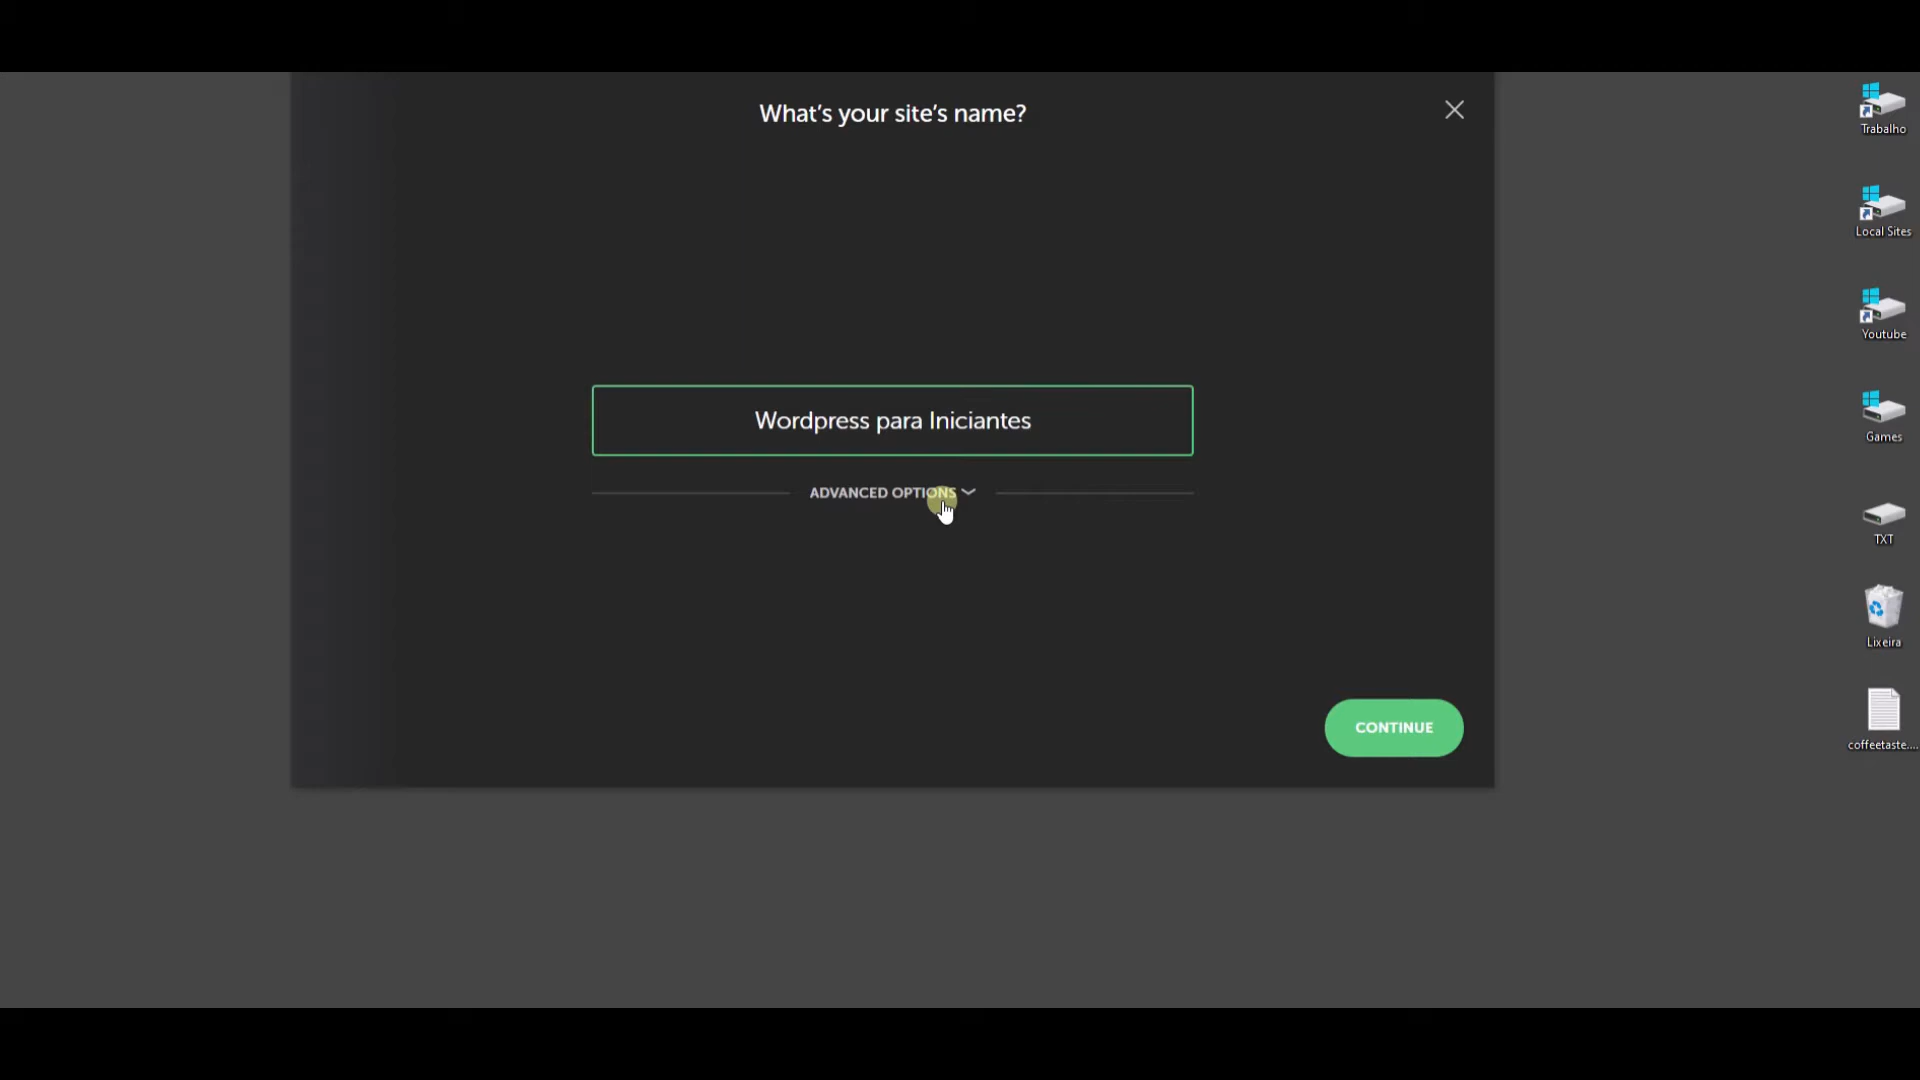 What's your site's name?
Wordpress para Iniciantes
ADVANCED OPTIONS
CONTINUE
Trabalho
Local Sites
Youtube
Games
TXT
Lixeira
coffeetaste....